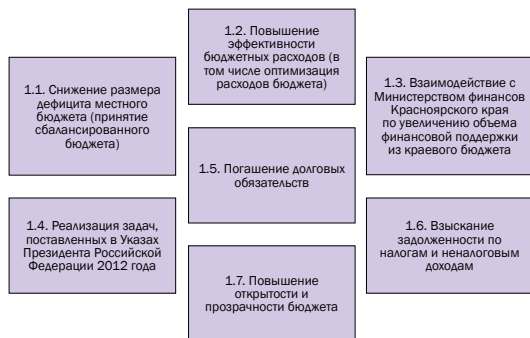 1.1. Снижение размера
дефицита местного
бюджета (принятие
сбалансированного
бюджета)
1.2. Повышение
эффективности
бюджетных расходов (в
том числе оптимизация
расходов бюджета)
1.3. Взаимодействие с
Министерством финансов
Красноярского края
по увеличению объема
финансовой поддержки
из краевого бюджета
1.4. Реализация задач,
поставленных в Указах
Президента Российской
Федерации 2012 года
1.5. Погашение долговых
обязательств
1.6. Взыскание
задолженности по
налогам и неналоговым
доходам
1.7. Повышение
открытости и
прозрачности бюджета